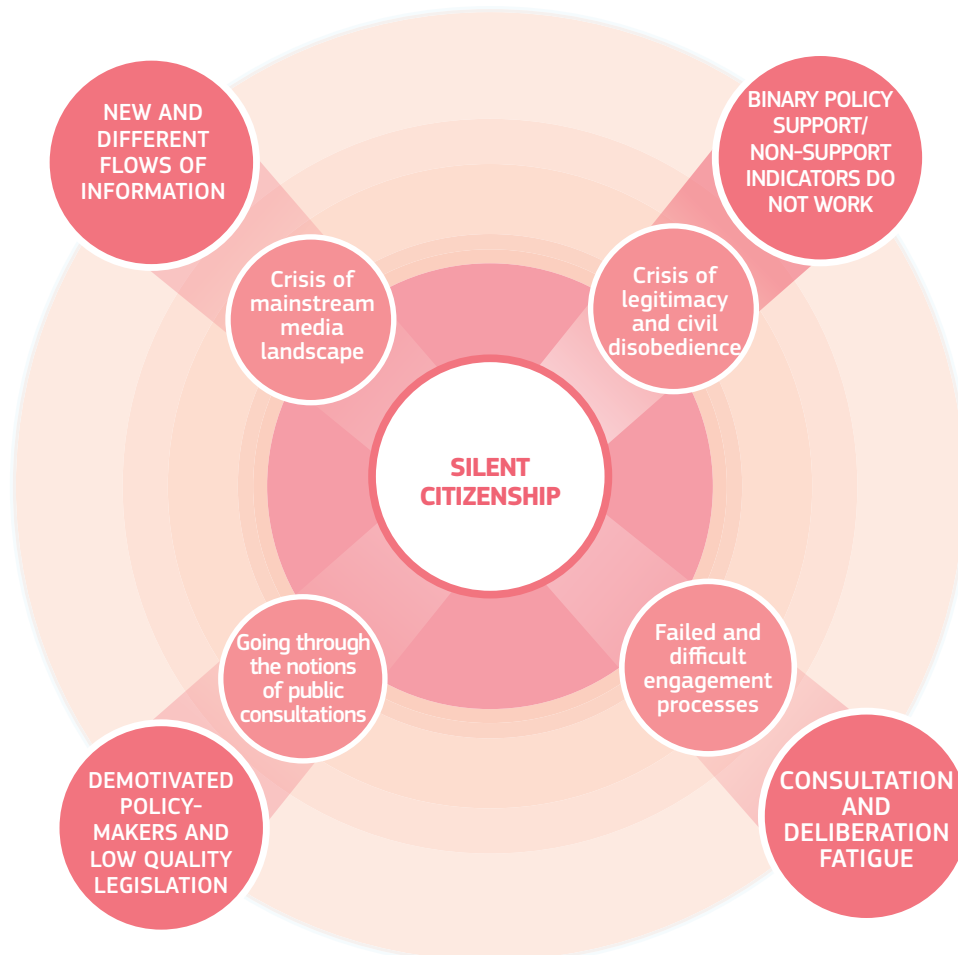 NEW AND
DIFFERENT
FLOWS OF
INFORMATION
BINARY POLICY
SUPPORT/
NON-SUPPORT
INDICATORS DO
NOT WORK
Crisis of
mainstream
media
landscape
Crisis of
legitimacy
and civil
disobedience
SILENT
CITIZENSHIP
Going through
the notions
of public
consultations
Failed and
difficult
engagement
processes
DEMOTIVATED
POLICY-
MAKERS AND
LOW QUALITY
LEGISLATION
CONSULTATION
AND
DELIBERATION
FATIGUE